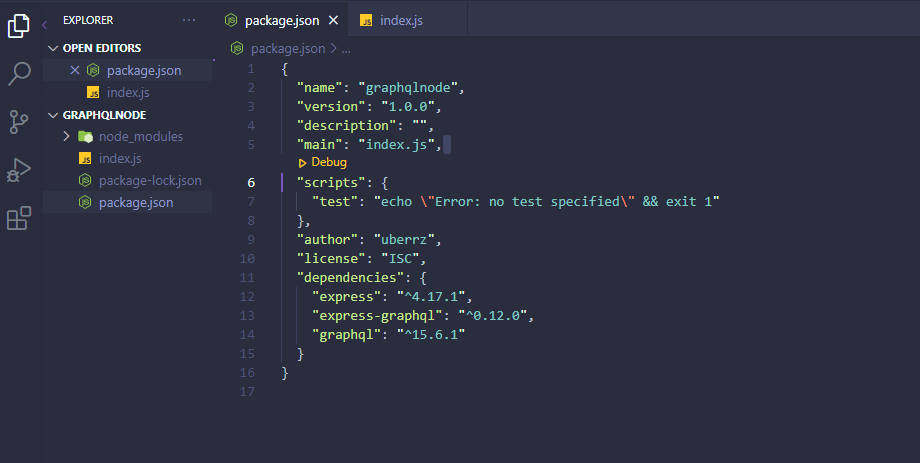 EXPLORER ···
package.json
index.js
OPEN EDITORS
package.json > ...
package.json
index.js
GRAPHQLNODE
node_modules
index.js
package-lock.json
package.json
1 {
2 "name": "graphqlnode",
3 "version": "1.0.0",
4 "description": "",
5 "main": "index.js",
Debug
6 "scripts": {
7 "test": "echo \"Error: no test specified\" && exit 1"
8 },
9 "author": "uberrz",
10 "license": "ISC",
11 "dependencies": {
12 "express": "^4.17.1",
13 "express-graphql": "^0.12.0",
14 "graphql": "^15.6.1"
15 }
16 }
17